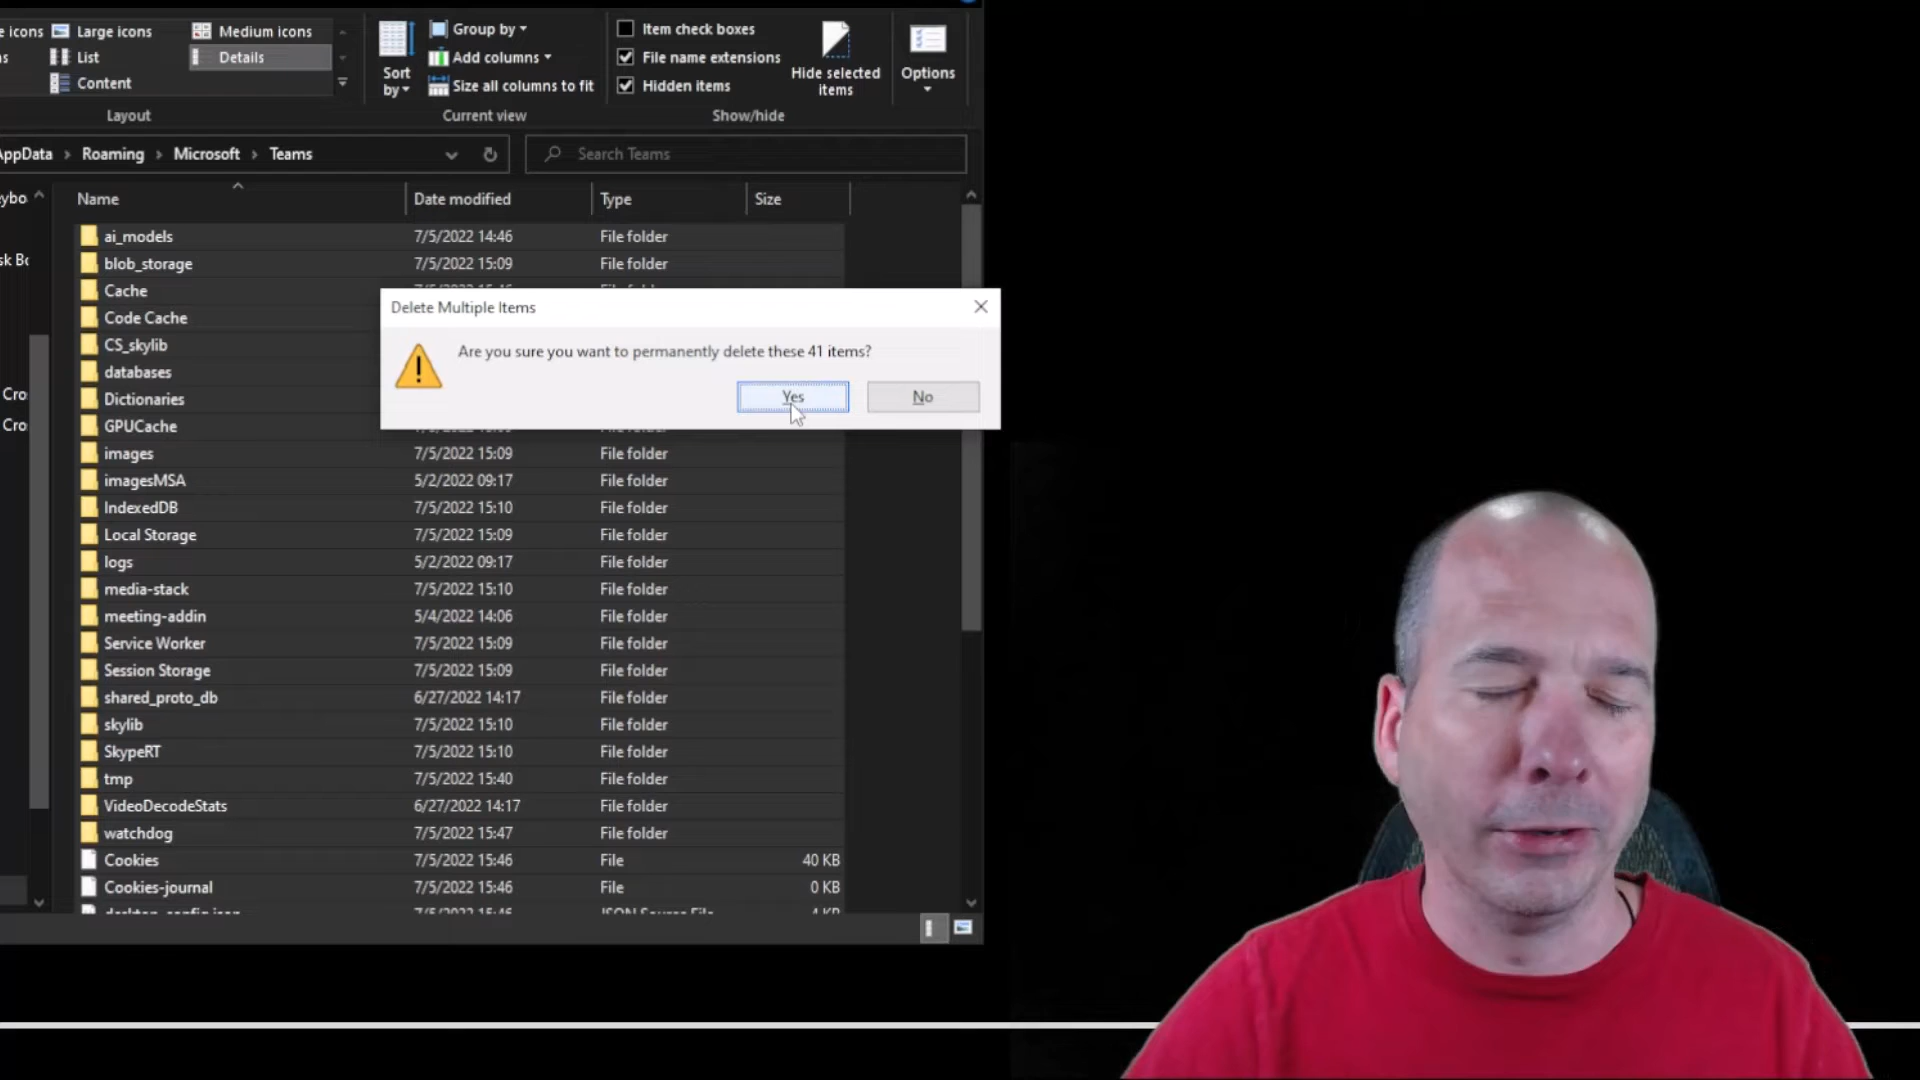 e icons Large icons Medium icons
s List Details
Content
Layout
Sort by
Group by
Add columns
Size all columns to fit
Current view
Item check boxes
File name extensions
Hidden items
Hide selected items
Show/hide
Options
AppData > Roaming > Microsoft > Teams
Search Teams
Name Date modified Type Size
ai_models 7/5/2022 14:46 File folder
blob_storage 7/5/2022 15:09 File folder
Cache
Code Cache
CS_skylib
databases
Dictionaries
GPUCache
Delete Multiple Items
Are you sure you want to permanently delete these 41 items?
Yes No
images 7/5/2022 15:09 File folder
imagesMSA 5/2/2022 09:17 File folder
IndexedDB 7/5/2022 15:10 File folder
Local Storage 7/5/2022 15:09 File folder
logs 5/2/2022 09:17 File folder
media-stack 7/5/2022 15:10 File folder
meeting-addin 5/4/2022 14:06 File folder
Service Worker 7/5/2022 15:09 File folder
Session Storage 7/5/2022 15:09 File folder
shared_proto_db 6/27/2022 14:17 File folder
skylib 7/5/2022 15:10 File folder
SkypeRT 7/5/2022 15:10 File folder
tmp 7/5/2022 15:40 File folder
VideoDecodeStats 6/27/2022 14:17 File folder
watchdog 7/5/2022 15:47 File folder
Cookies 7/5/2022 15:46 File 40 KB
Cookies-journal 7/5/2022 15:46 File 0 KB
eybo
sk Bo
Cro
Cro